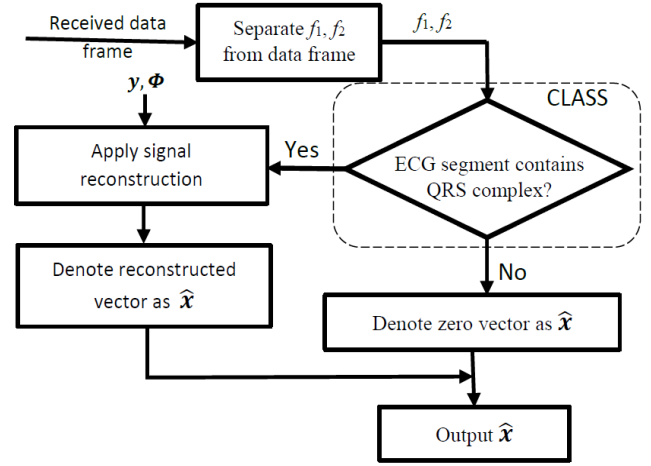 Received data
frame
Separate f₁, f₂
from data frame
f₁, f₂
CLASS
y, Φ
Apply signal
reconstruction
Yes
ECG segment contains
QRS complex?
Denote reconstructed
vector as x̂
No
Denote zero vector as x̂
Output x̂